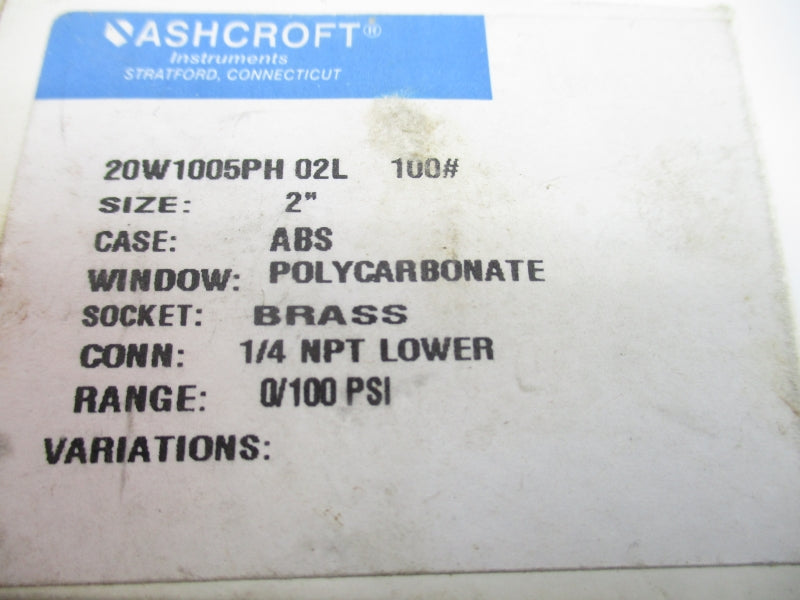 ASHCROFT®
Instruments
STRATFORD, CONNECTICUT
20W1005PH 02L 100#
SIZE: 2"
CASE: ABS
WINDOW: POLYCARBONATE
SOCKET: BRASS
CONN: 1/4 NPT LOWER
RANGE: 0/100 PSI
VARIATIONS: